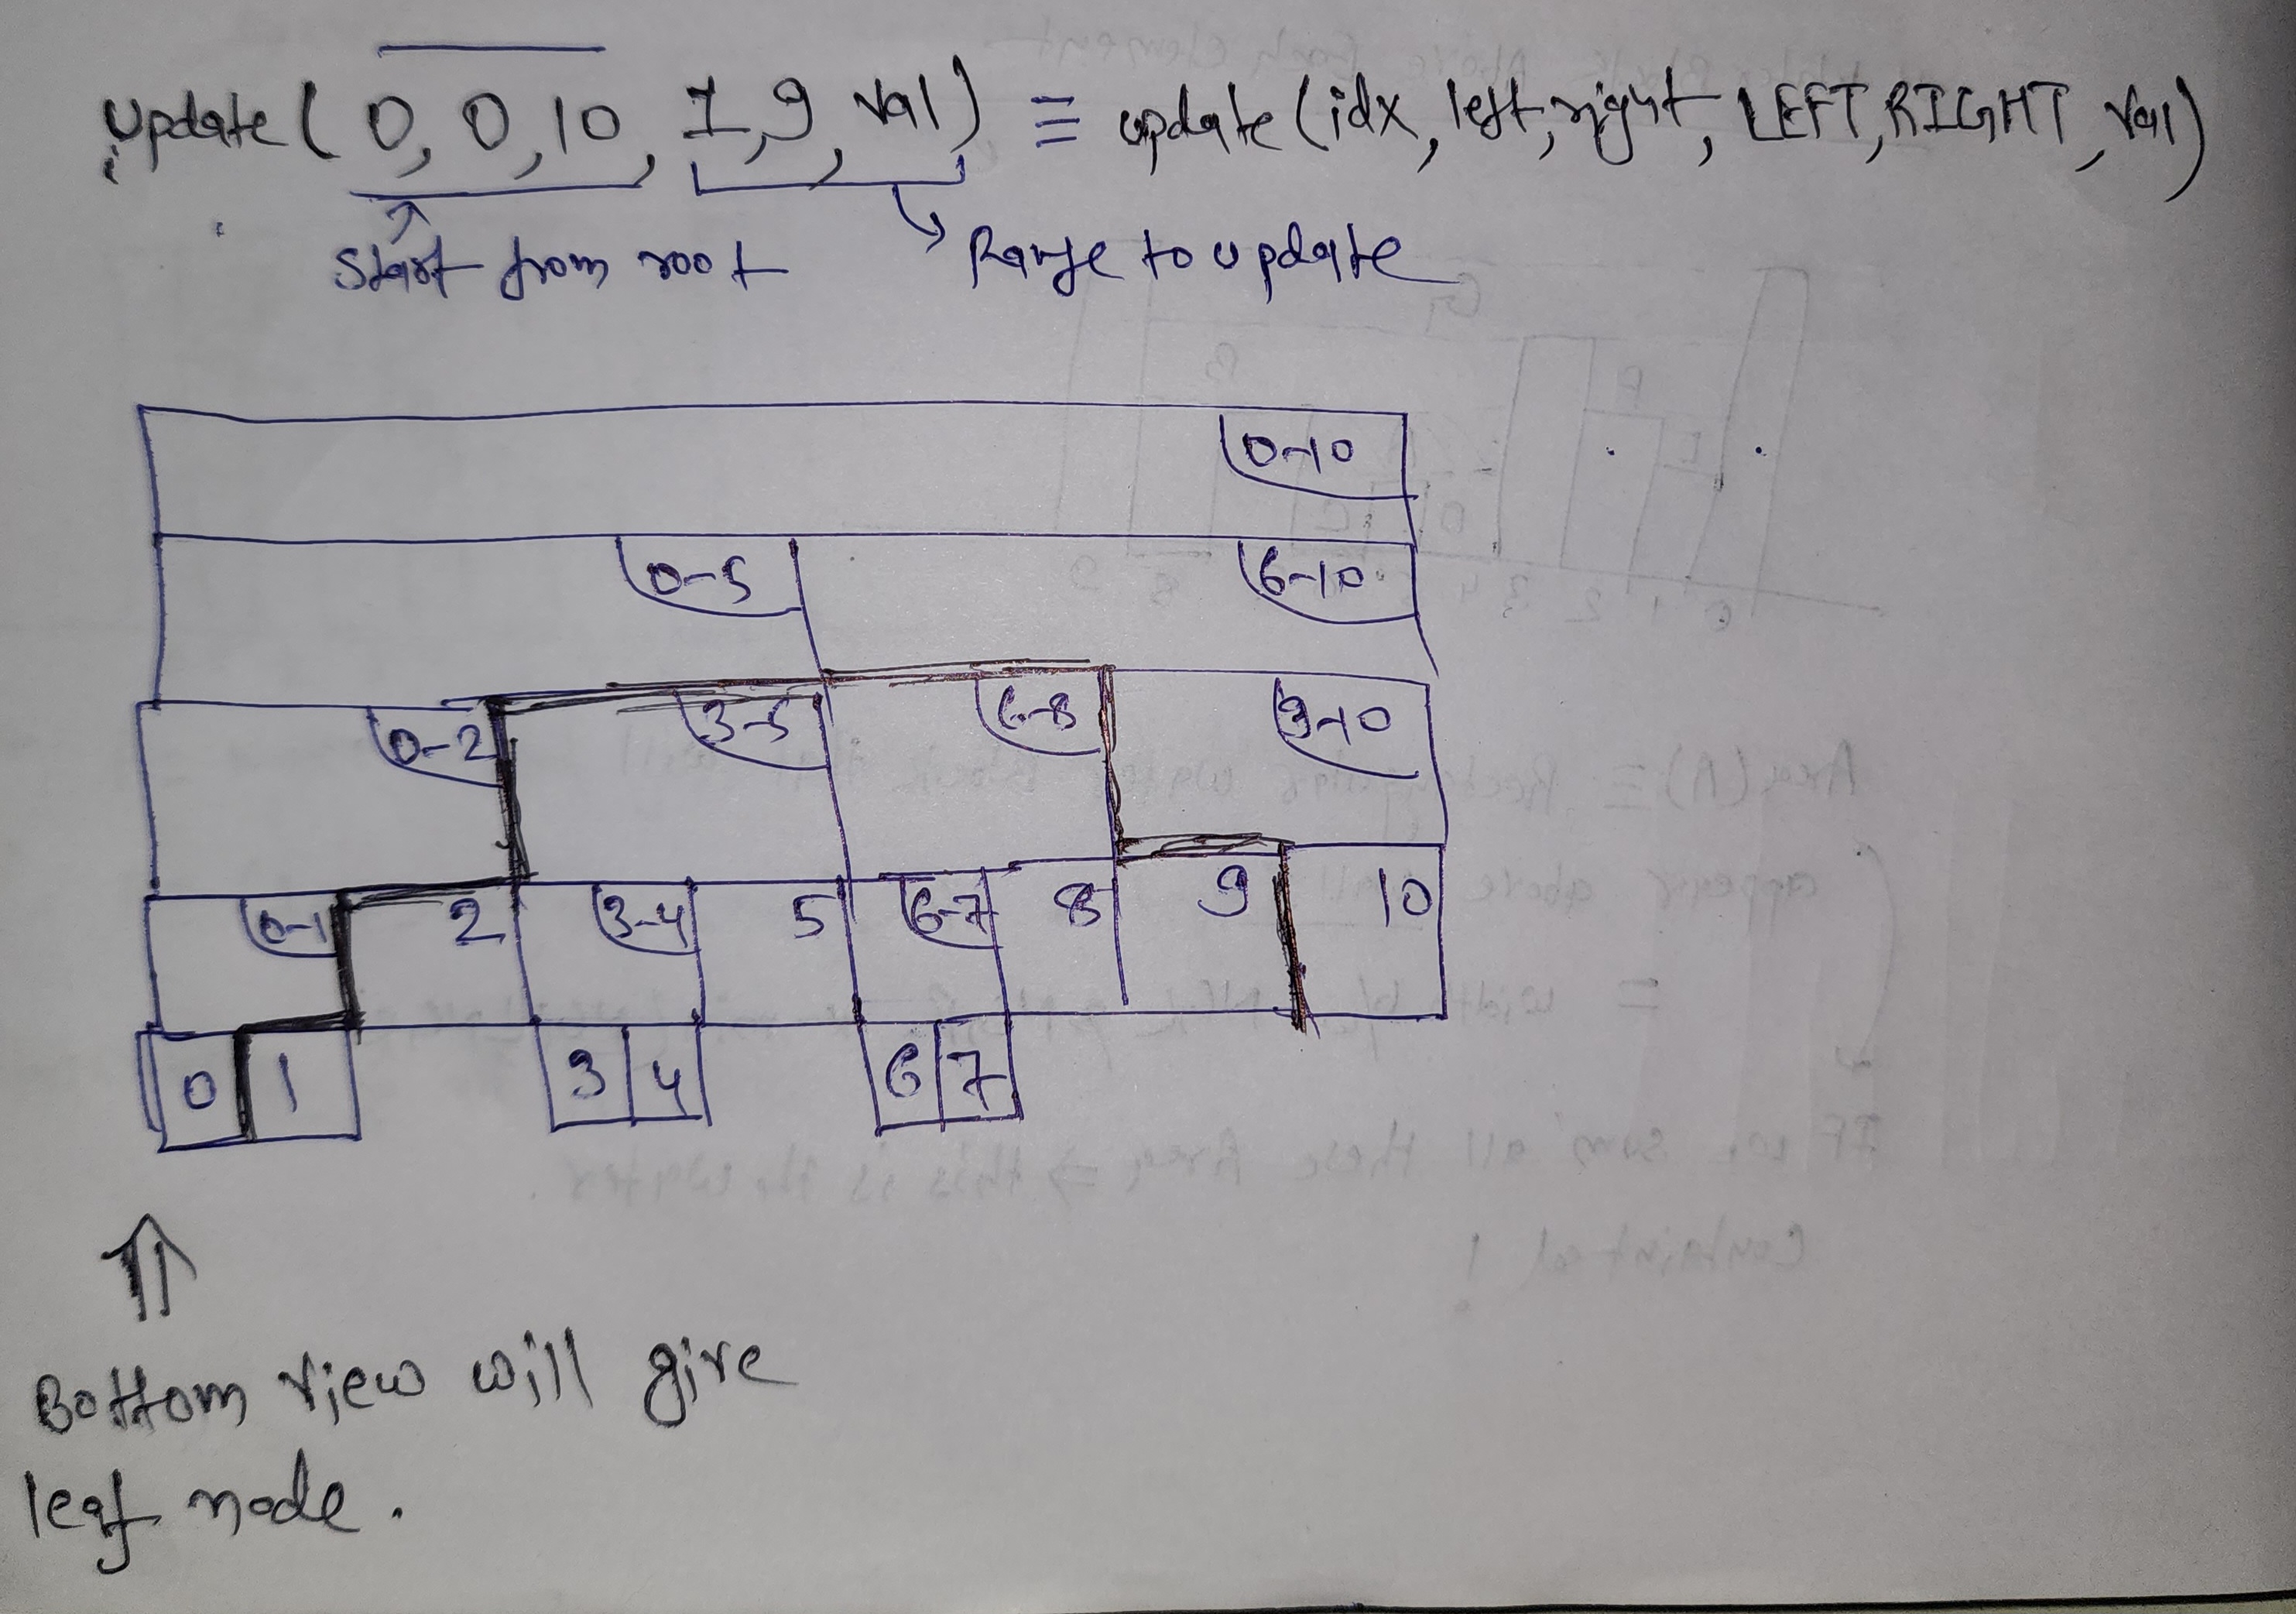 update( 0, 0, 10, 1, 9, val) ≡ update(idx, left, right, LEFT, RIGHT, val)
Start from root
Range to update
0-10
0-5 6-10
0-2 3-5 6-8 9-10
0-1 2 3-4 5 6-7 8 9 10
0 1 3 4 6 7
Bottom view will give
leaf node.